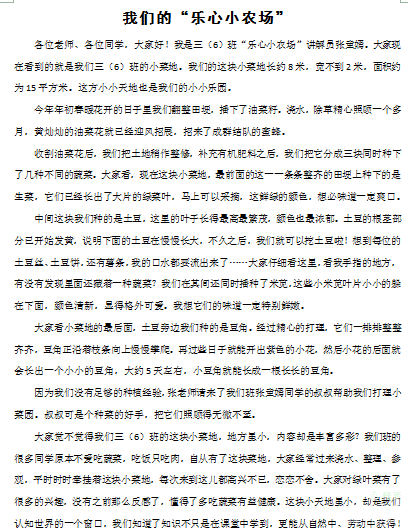 我们的“乐心小农场”
各位老师、各位同学，大家好！我是三（6）班“乐心小农场”讲解员张堂嫣。大家现
在看到的就是我们三（6）班的小菜地。我们的这块小菜地长约8米，宽不到2米，面积约
为15平方米。这方小小天地也是我们的小小乐园。
今年年初春暖花开的日子里我们翻整田埂，播下了油菜籽。浇水，除草精心照顾一个多
月，黄灿灿的油菜花就已经迎风招展，招来了成群结队的蜜蜂。
收割油菜花后，我们把土地稍作整修，补充有机肥料之后，我们把它分成三块同时种下
了几种不同的蔬菜。大家看，现在这块小菜地，最前面的这一一条条整齐的田埂上种下的是
生菜，它们已经长出了大片的绿菜叶，马上可以采摘，这鲜绿的颜色，想必味道一定爽口。
中间这块我们种的是土豆，这里的叶子长得最高最繁茂，颜色也最浓郁。土豆的根茎部
分已开始发黄，说明下面的土豆在慢慢长大，不久之后，我们就可以挖土豆啦！想到每位的
土豆丝、土豆饼，还有薯条，我的口水都要流出来了……大家仔细看这里，看我手指的地方，
有没有发现里面还藏着一种蔬菜？我们在其间还同时播种了米苋，这些小米苋叶片小小的躲
在下面，颜色清新，显得格外可爱。我想它们的味道一定特别鲜嫩。
大家看小菜地的最后面，土豆旁边我们种的是豆角。经过精心的打理，它们一排排整整
齐齐，豆角正沿着枝条向上慢慢攀爬。再过些日子就能开出紫色的小花，然后小花的后面就
会长出一个小小的豆角，大约5天左右，小豆角就能长成一根长长的豆角。
因为我们没有足够的种植经验，张老师请来了我们班张堂嫣同学的叔叔帮助我们打理小
菜园。叔叔可是个种菜的好手，把它们照顾得无微不至。
大家觉不觉得我们三（6）班的这块小菜地，地方虽小，内容却是丰富多彩？我们班的
很多同学原本不爱吃蔬菜，吃饭只吃肉，自从有了这块菜地，大家经常过来浇水、整理、参
观，平时时时牵挂着这块小菜地，每次来到这儿都高兴不已，恋恋不舍。大家对绿叶菜有了
很多的兴趣，没有之前那么反感了，懂得了多吃蔬菜有益健康。这块小天地里小，却是我们
认知世界的一个窗口，我们知道了知识不只是在课堂中学到，更能从自然中、劳动中获得！